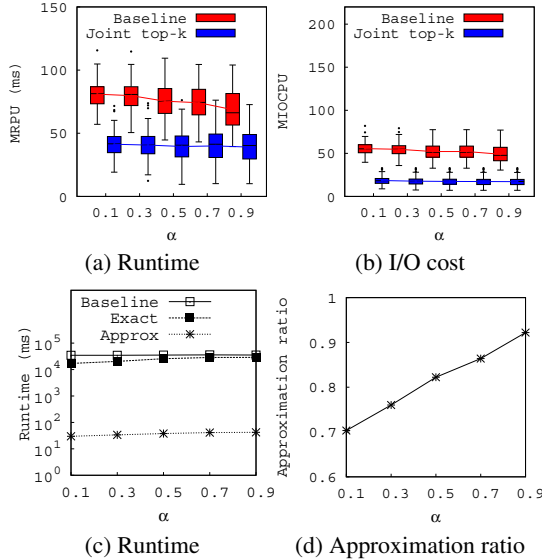 MRPU (ms)
150
100
50
0
Baseline
Joint top-k
0.1 0.3 0.5 0.7 0.9
α
(a) Runtime
MIOCPU
200
150
100
50
0
Baseline
Joint top-k
0.1 0.3 0.5 0.7 0.9
α
(b) I/O cost
Runtime (ms)
10^5
10^4
10^3
10^2
10^1
10^0
Baseline
Exact
Approx
0.1 0.3 0.5 0.7 0.9
α
(c) Runtime
Approximation ratio
1
0.9
0.8
0.7
0.6
0.1 0.3 0.5 0.7 0.9
α
(d) Approximation ratio